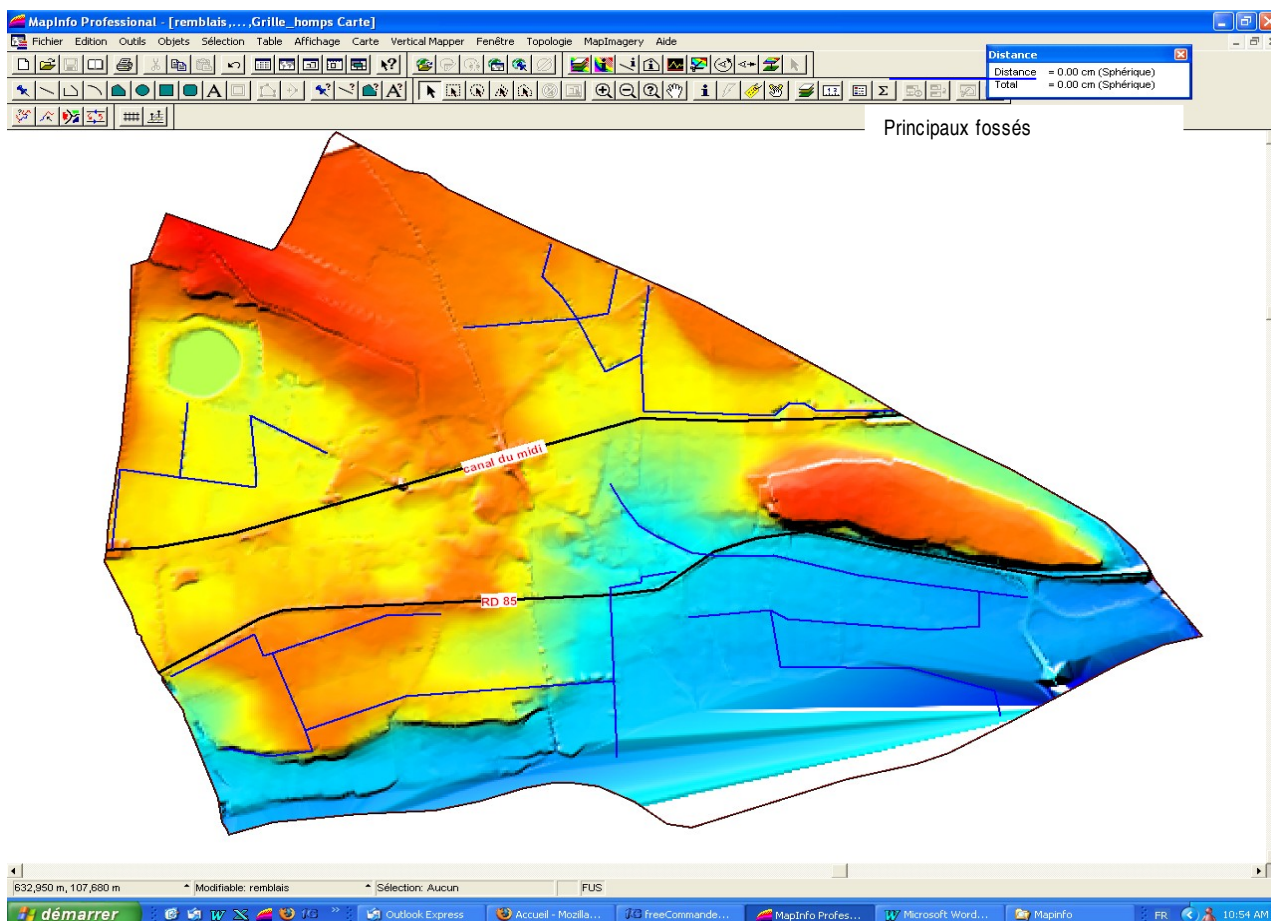 MapInfo Professional - [remblais,...,Grille_homps Carte]
Fichier Edition Outils Objets Sélection Table Affichage Carte Vertical Mapper Fenêtre Topologie MapImagery Aide
Distance
Distance = 0.00 cm (Sphérique)
Total = 0.00 cm (Sphérique)
Principaux fossés
canal du midi
RD 85
632,950 m, 107,680 m Modifiable: remblais Sélection: Aucun FUS
démarrer Outlook Express Accueil - Mozilla... freeCommande... MapInfo Profes... Microsoft Word... Mapinfo FR 10:54 AM